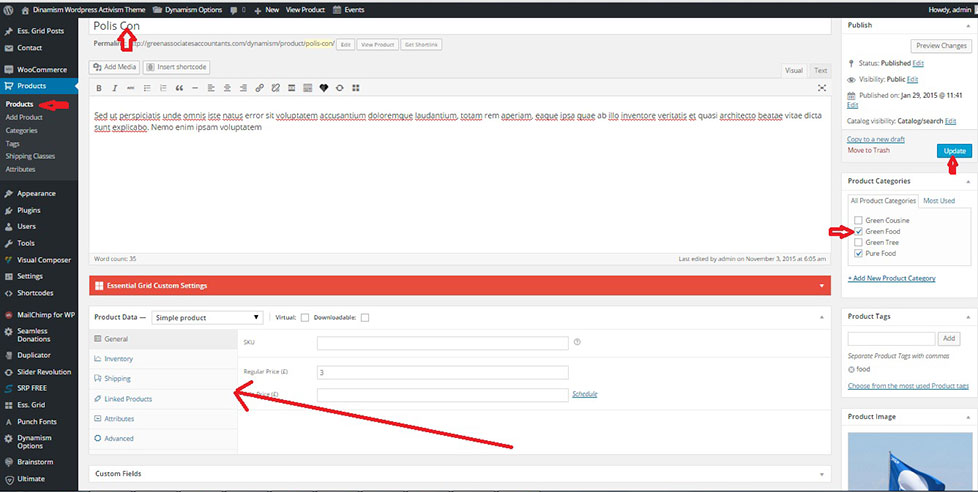 Dinamism Wordpress Activism Theme
Dynamism Options
0
New
View Product
Events
Howdy, admin
Ess. Grid Posts
Contact
WooCommerce
Products
Products
Add Product
Categories
Tags
Shipping Classes
Attributes
Appearance
Plugins
Users
Tools
Visual Composer
Settings
Shortcodes
MailChimp for WP
Seamless
Donations
Duplicator
Slider Revolution
SRP FREE
Ess. Grid
Punch Fonts
Dynamism
Options
Brainstorm
Ultimate
Polis Con
Permalink: http://greenassociatesaccountants.com/dynamism/product/polis-con/ Edit View Product Get Shortlink
Add Media Insert shortcode
Visual Text
B I ABC
Sed ut perspiciatis unde omnis iste natus error sit voluptatem accusantium doloremque laudantium, totam rem aperiam, eaque ipsa quae ab illo inventore veritatis et quasi architecto beatae vitae dicta
sunt explicabo. Nemo enim ipsam voluptatem
Word count: 35
Last edited by admin on November 3, 2015 at 6:05 am
Essential Grid Custom Settings
Product Data — Simple product Virtual: Downloadable:
General
Inventory
Shipping
Linked Products
Attributes
Advanced
SKU
Regular Price (£) 3
Price (£) Schedule
Custom Fields
Publish
Preview Changes
Status: Published Edit
Visibility: Public Edit
Published on: Jan 29, 2015 @ 11:41
Edit
Catalog visibility: Catalog/search
Edit
Copy to a new draft
Move to Trash
Update
Product Categories
All Product Categories Most Used
Green Cousine
Green Food
Green Tree
Pure Food
+ Add New Product Category
Product Tags
Add
Separate Product Tags with commas
food
Choose from the most used Product tags
Product Image